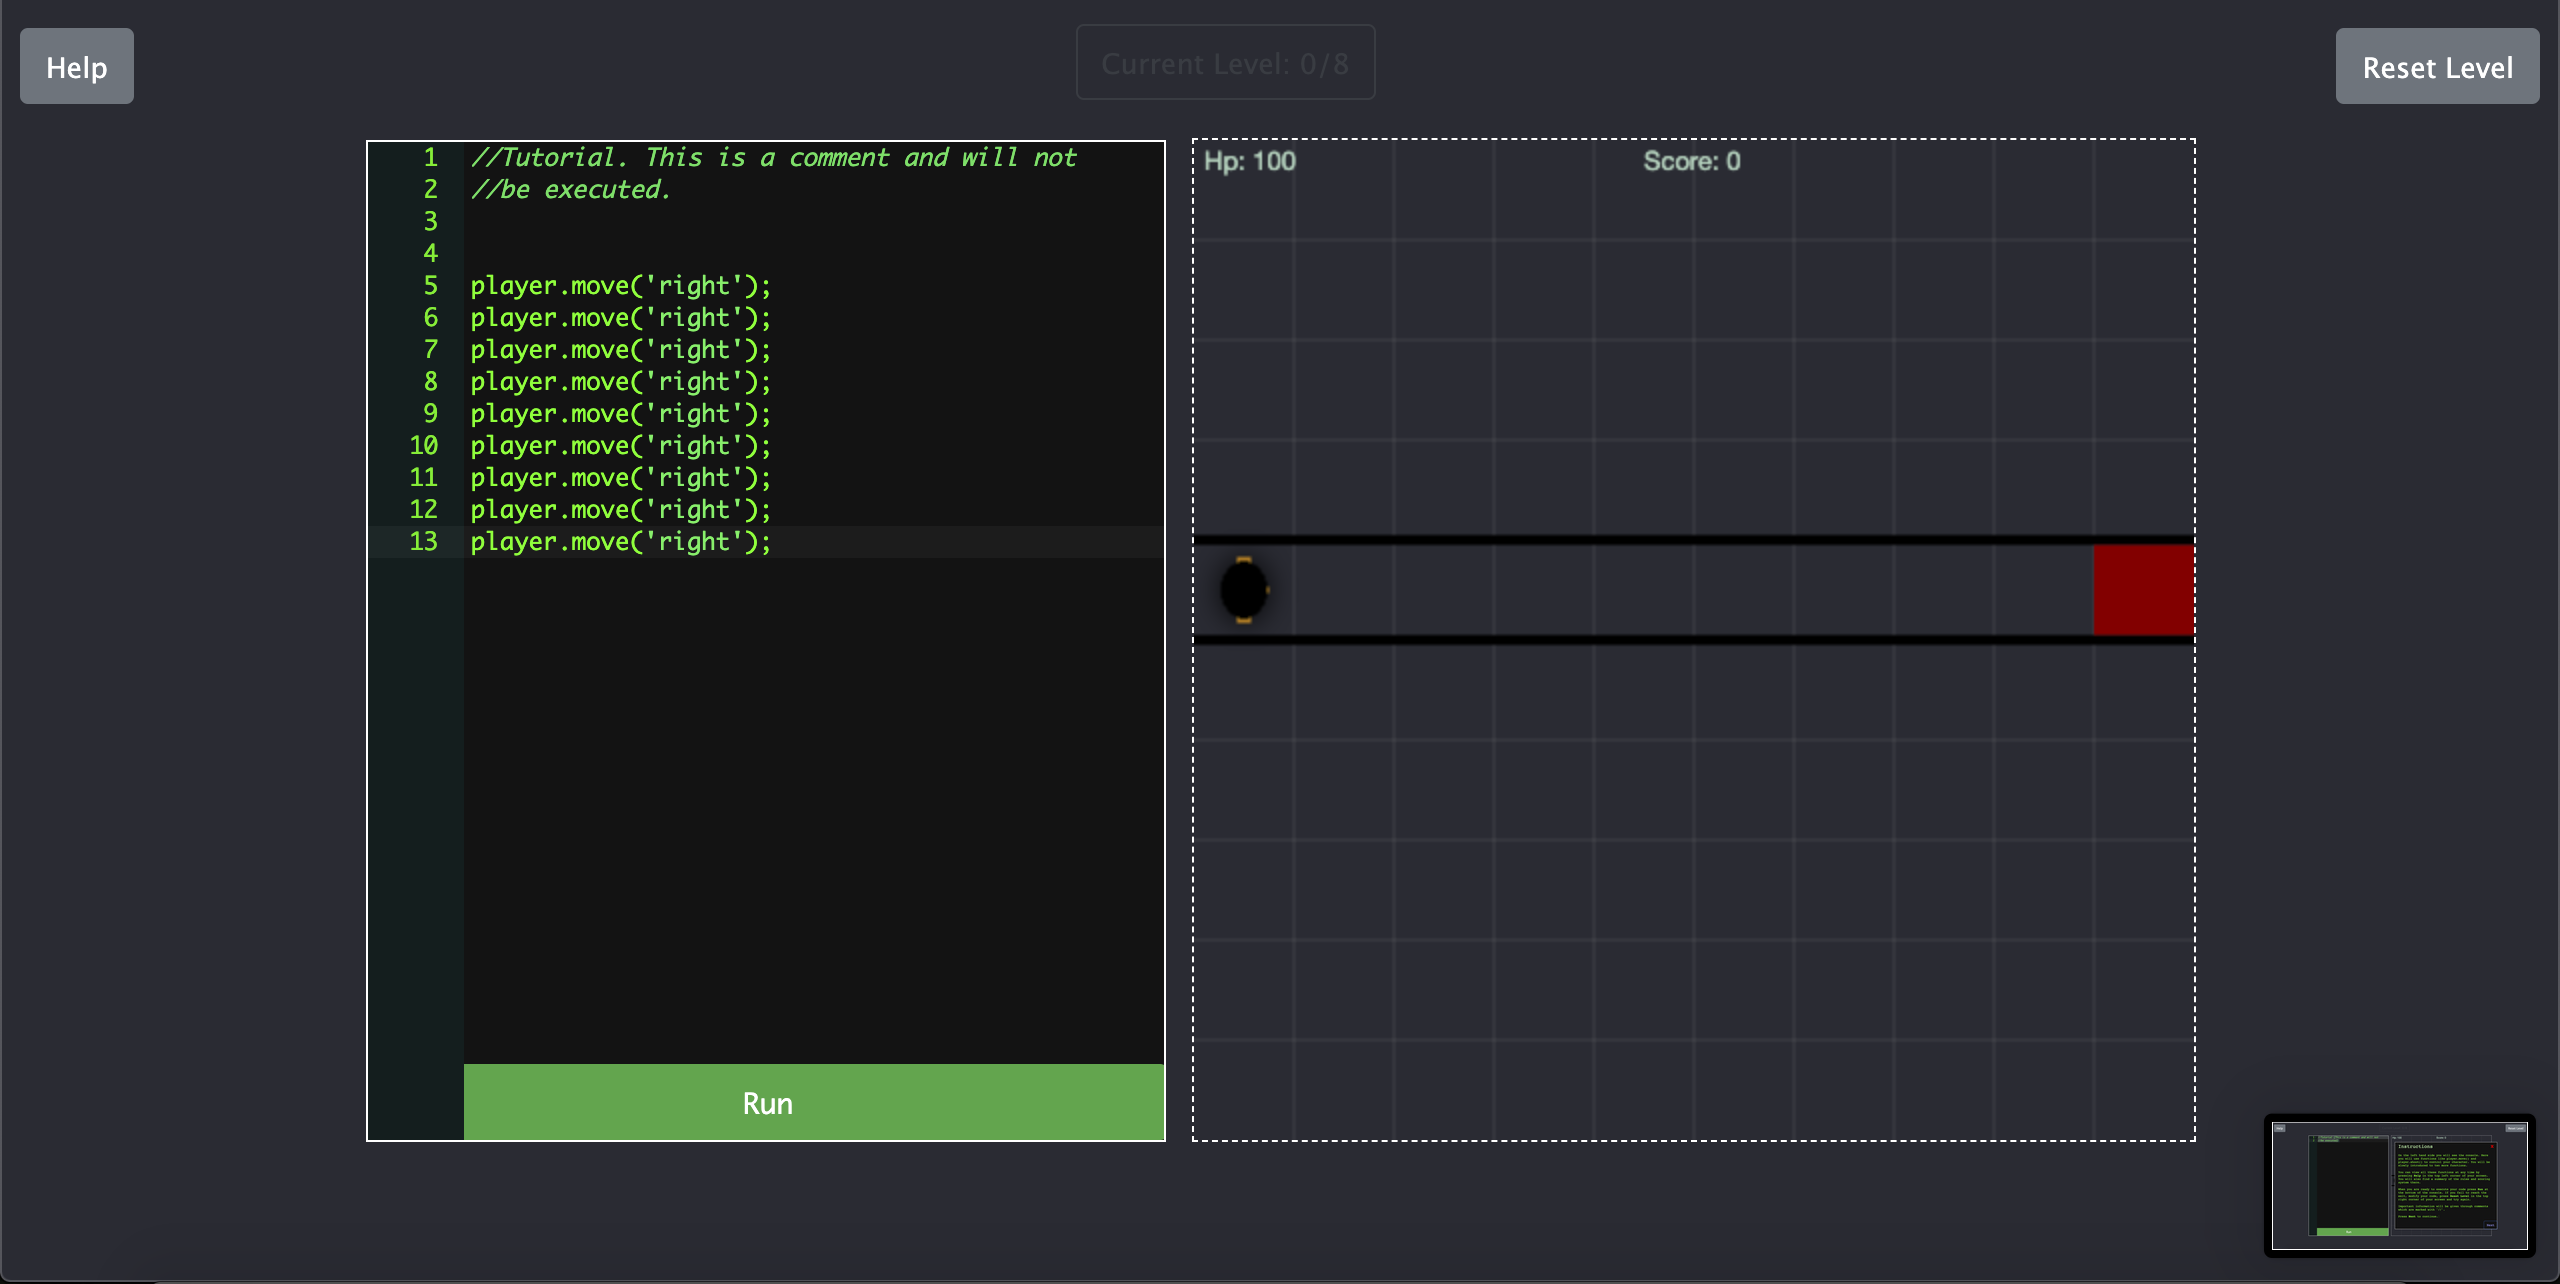 Help
Current Level: 0/8
Reset Level
1 //Tutorial. This is a comment and will not
2 //be executed.
3
4
5 player.move('right');
6 player.move('right');
7 player.move('right');
8 player.move('right');
9 player.move('right');
10 player.move('right');
11 player.move('right');
12 player.move('right');
13 player.move('right');
Run
Hp: 100
Score: 0
Instructions